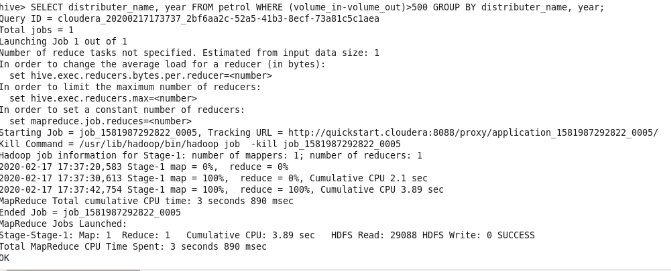 hive> SELECT distributer_name, year FROM petrol WHERE (volume_in-volume_out)>500 GROUP BY distributer_name, year;
Query ID = cloudera_20200217173737_2bf6aa2c-52a5-41b3-8ecf-73a81c5c1aea
Total jobs = 1
Launching Job 1 out of 1
Number of reduce tasks not specified. Estimated from input data size: 1
In order to change the average load for a reducer (in bytes):
  set hive.exec.reducers.bytes.per.reducer=<number>
In order to limit the maximum number of reducers:
  set hive.exec.reducers.max=<number>
In order to set a constant number of reducers:
  set mapreduce.job.reduces=<number>
Starting Job = job_1581987292822_0005, Tracking URL = http://quickstart.cloudera:8088/proxy/application_1581987292822_0005/
Kill Command = /usr/lib/hadoop/bin/hadoop job  -kill job_1581987292822_0005
Hadoop job information for Stage-1: number of mappers: 1; number of reducers: 1
2020-02-17 17:37:20,583 Stage-1 map = 0%,  reduce = 0%
2020-02-17 17:37:30,613 Stage-1 map = 100%,  reduce = 0%, Cumulative CPU 2.1 sec
2020-02-17 17:37:42,754 Stage-1 map = 100%,  reduce = 100%, Cumulative CPU 3.89 sec
MapReduce Total cumulative CPU time: 3 seconds 890 msec
Ended Job = job_1581987292822_0005
MapReduce Jobs Launched:
Stage-Stage-1: Map: 1  Reduce: 1   Cumulative CPU: 3.89 sec   HDFS Read: 29088 HDFS Write: 0 SUCCESS
Total MapReduce CPU Time Spent: 3 seconds 890 msec
OK